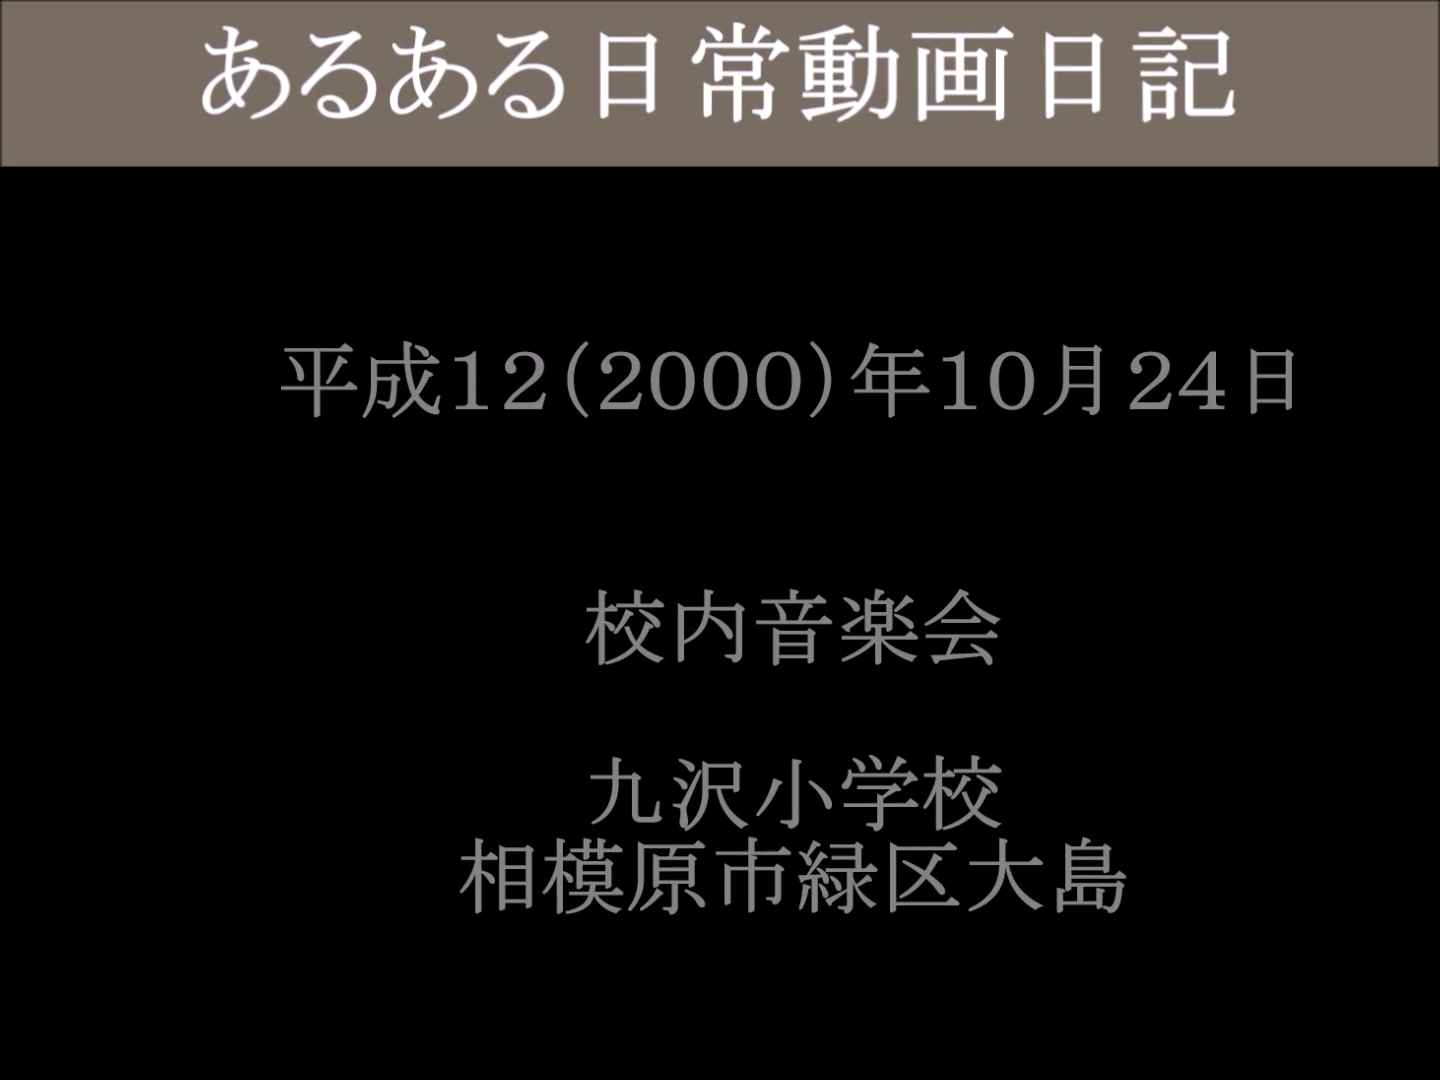 あるある日常動画日記
平成12(2000)年10月24日
校内音楽会
九沢小学校
相模原市緑区大島